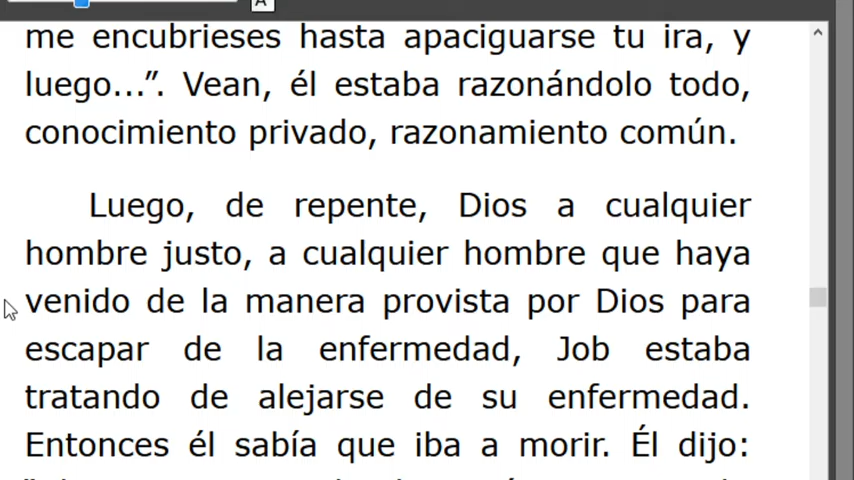 A
me encubrieses hasta apaciguarse tu ira, y
luego...”. Vean, él estaba razonándolo todo,
conocimiento privado, razonamiento común.
Luego, de repente, Dios a cualquier
hombre justo, a cualquier hombre que haya
venido de la manera provista por Dios para
escapar de la enfermedad, Job estaba
tratando de alejarse de su enfermedad.
Entonces él sabía que iba a morir. Él dijo: